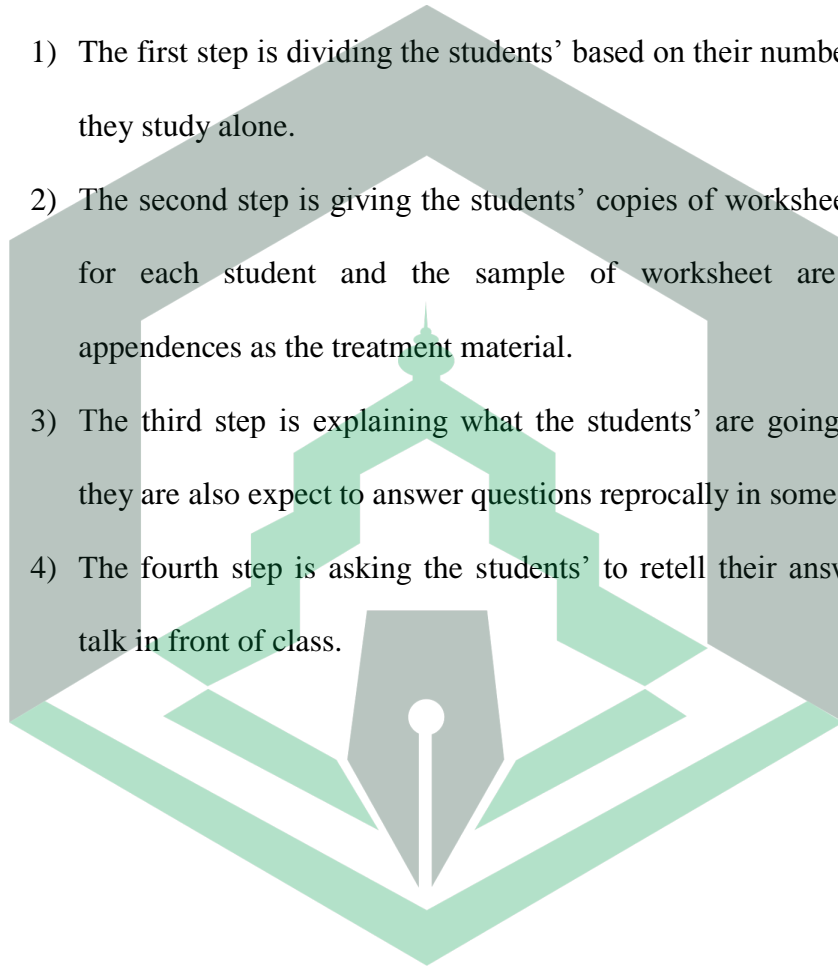 1) The first step is dividing the students’ based on their numbe
they study alone.
2) The second step is giving the students’ copies of workshee
for each student and the sample of worksheet are
appendences as the treatment material.
3) The third step is explaining what the students’ are going
they are also expect to answer questions reprocally in some
4) The fourth step is asking the students’ to retell their answ
talk in front of class.